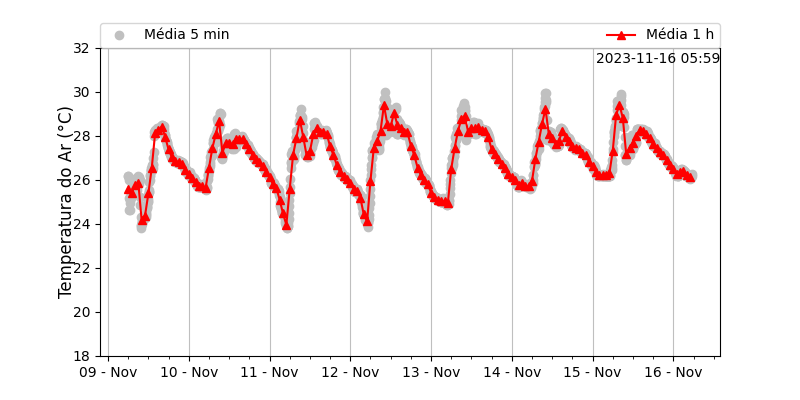 Média 5 min
Média 1 h
2023-11-16 05:59
Temperatura do Ar (°C)
32
30
28
26
24
22
20
18
09 - Nov
10 - Nov
11 - Nov
12 - Nov
13 - Nov
14 - Nov
15 - Nov
16 - Nov